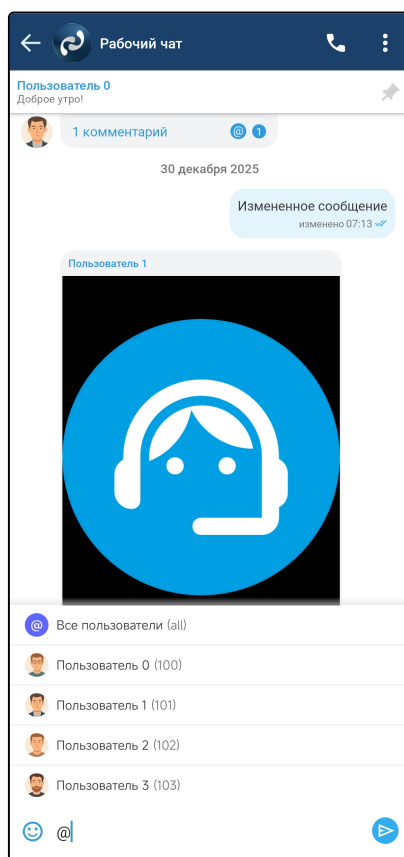 Рабочий чат
Пользователь 0
Доброе утро!
1 комментарий @ 1
30 декабря 2025
Измененное сообщение
изменено 07:13
Пользователь 1
@ Все пользователи (all)
Пользователь 0 (100)
Пользователь 1 (101)
Пользователь 2 (102)
Пользователь 3 (103)
@